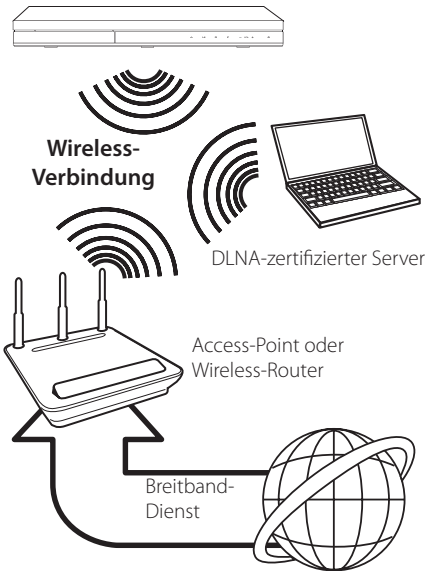 Wireless-
Verbindung
DLNA-zertifizierter Server
Access-Point oder
Wireless-Router
Breitband-
Dienst